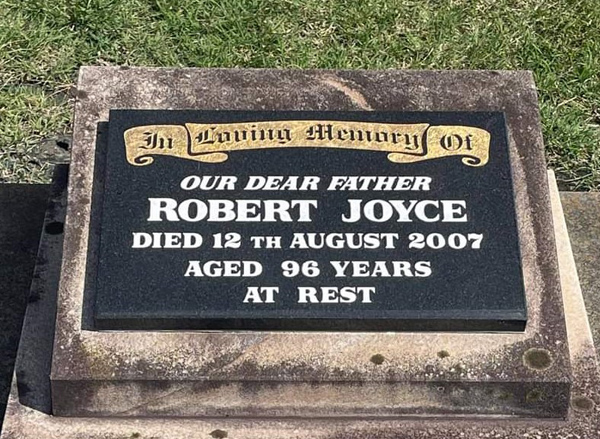 In Loving Memory Of
OUR DEAR FATHER
ROBERT JOYCE
DIED 12 TH AUGUST 2007
AGED 96 YEARS
AT REST